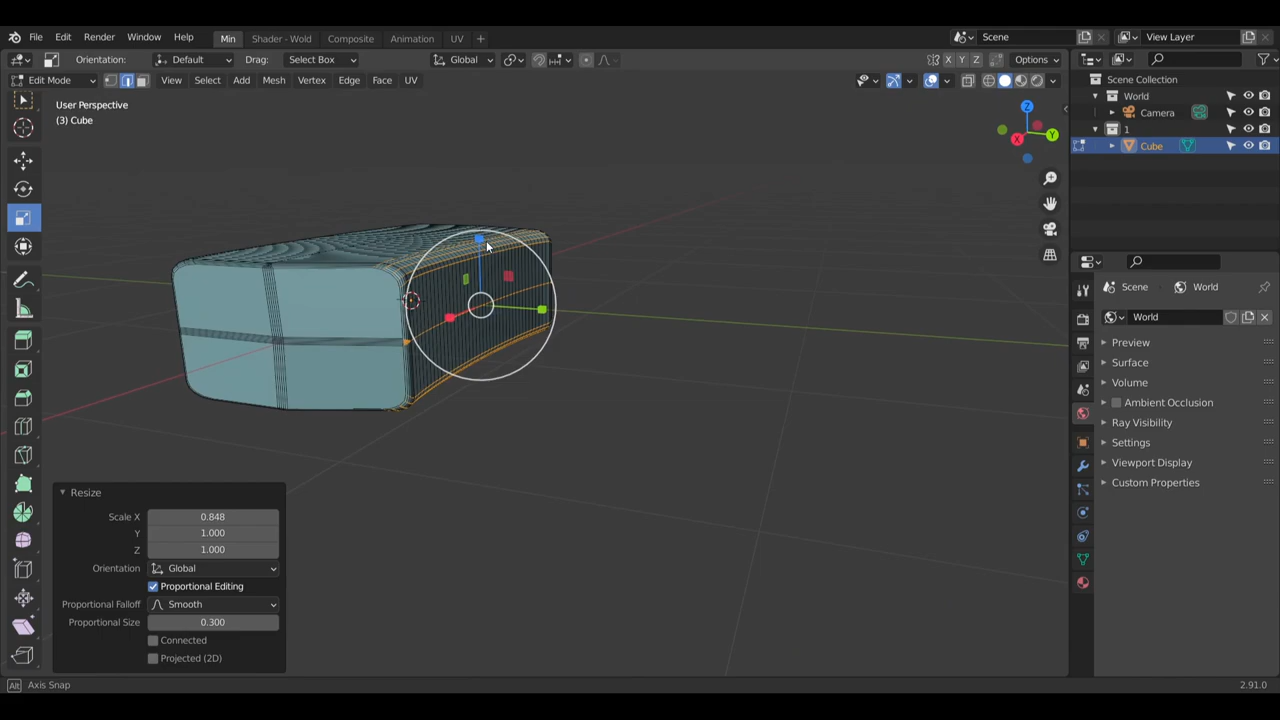 File Edit Render Window Help
Min Shader - Wold Composite Animation UV
Scene
View Layer
Orientation: Default Drag: Select Box
Global
X Y Z Options
Edit Mode View Select Add Mesh Vertex Edge Face UV
Scene Collection
World
Camera
1
Cube
User Perspective
(3) Cube
Z
Y
X
Scene World
World
Preview
Surface
Volume
Ambient Occlusion
Ray Visibility
Settings
Viewport Display
Custom Properties
Resize
Scale X 0.848
Y 1.000
Z 1.000
Orientation Global
Proportional Editing
Proportional Falloff Smooth
Proportional Size 0.300
Connected
Projected (2D)
Alt Axis Snap 2.91.0